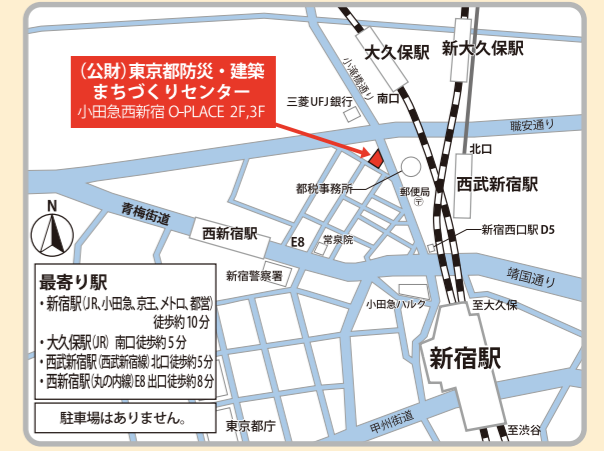 大久保駅
新大久保駅
(公財)東京都防災・建築
まちづくりセンター
小田急西新宿 O-PLACE 2F,3F
小滝橋通り
三菱UFJ銀行
南口
職安通り
北口
都税事務所
郵便局
〒
西武新宿駅
N
青梅街道
西新宿駅
E8
常泉院
新宿西口駅 D5
新宿警察署
靖国通り
小田急ハルク
至大久保
最寄り駅
・新宿駅(JR、小田急、京王、メトロ、都営)
徒歩約10分
・大久保駅(JR) 南口徒歩約5分
・西武新宿駅(西武新宿線)北口徒歩約5分
・西新宿駅(丸の内線)E8出口徒歩約8分
新宿駅
駐車場はありません。
東京都庁
甲州街道
至渋谷